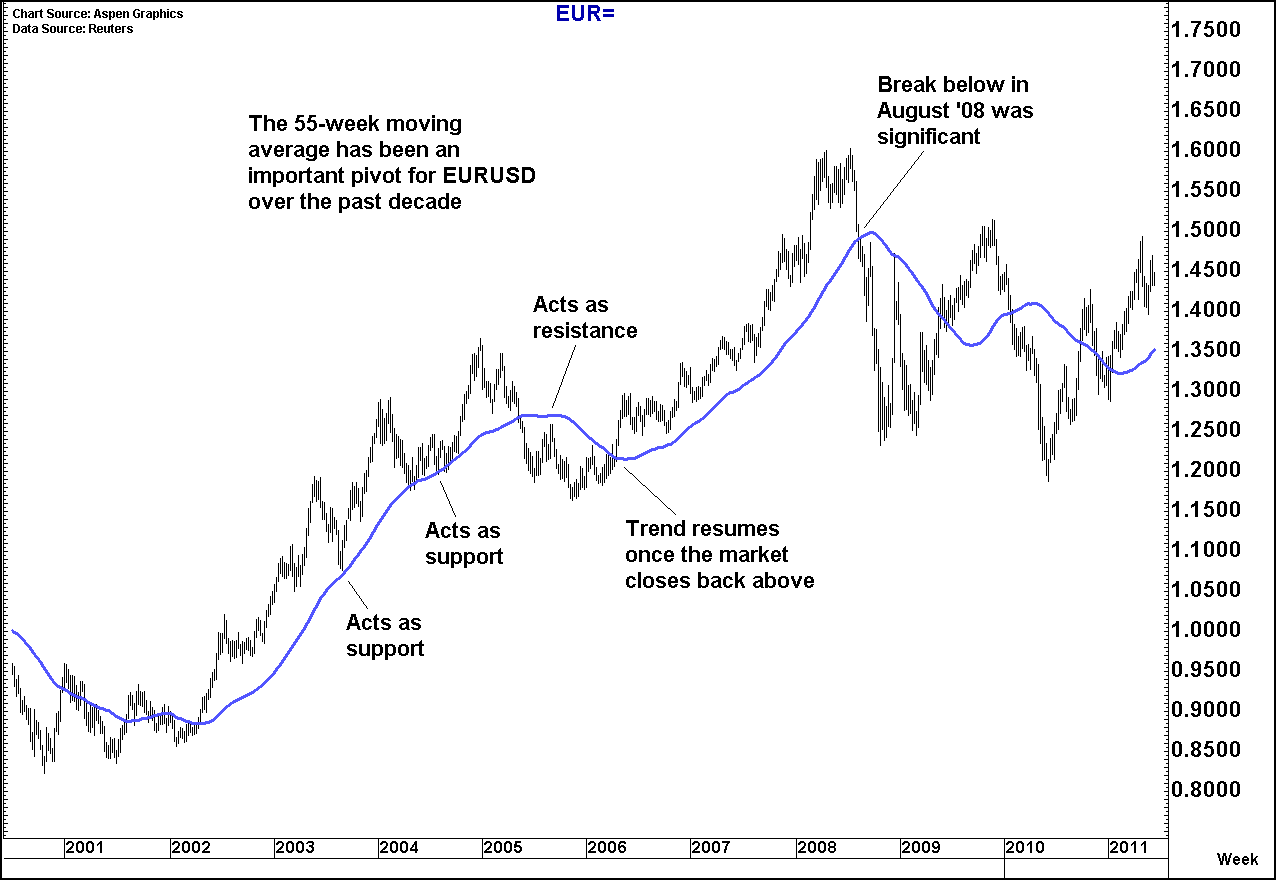 Chart Source: Aspen Graphics
Data Source: Reuters
EUR=
The 55-week moving
average has been an
important pivot for EURUSD
over the past decade
Break below in
August '08 was
significant
Acts as
resistance
Acts as
support
Acts as
support
Trend resumes
once the market
closes back above
1.7500
1.7000
1.6500
1.6000
1.5500
1.5000
1.4500
1.4000
1.3500
1.3000
1.2500
1.2000
1.1500
1.1000
1.0500
1.0000
0.9500
0.9000
0.8500
0.8000
2001 2002 2003 2004 2005 2006 2007 2008 2009 2010 2011
Week